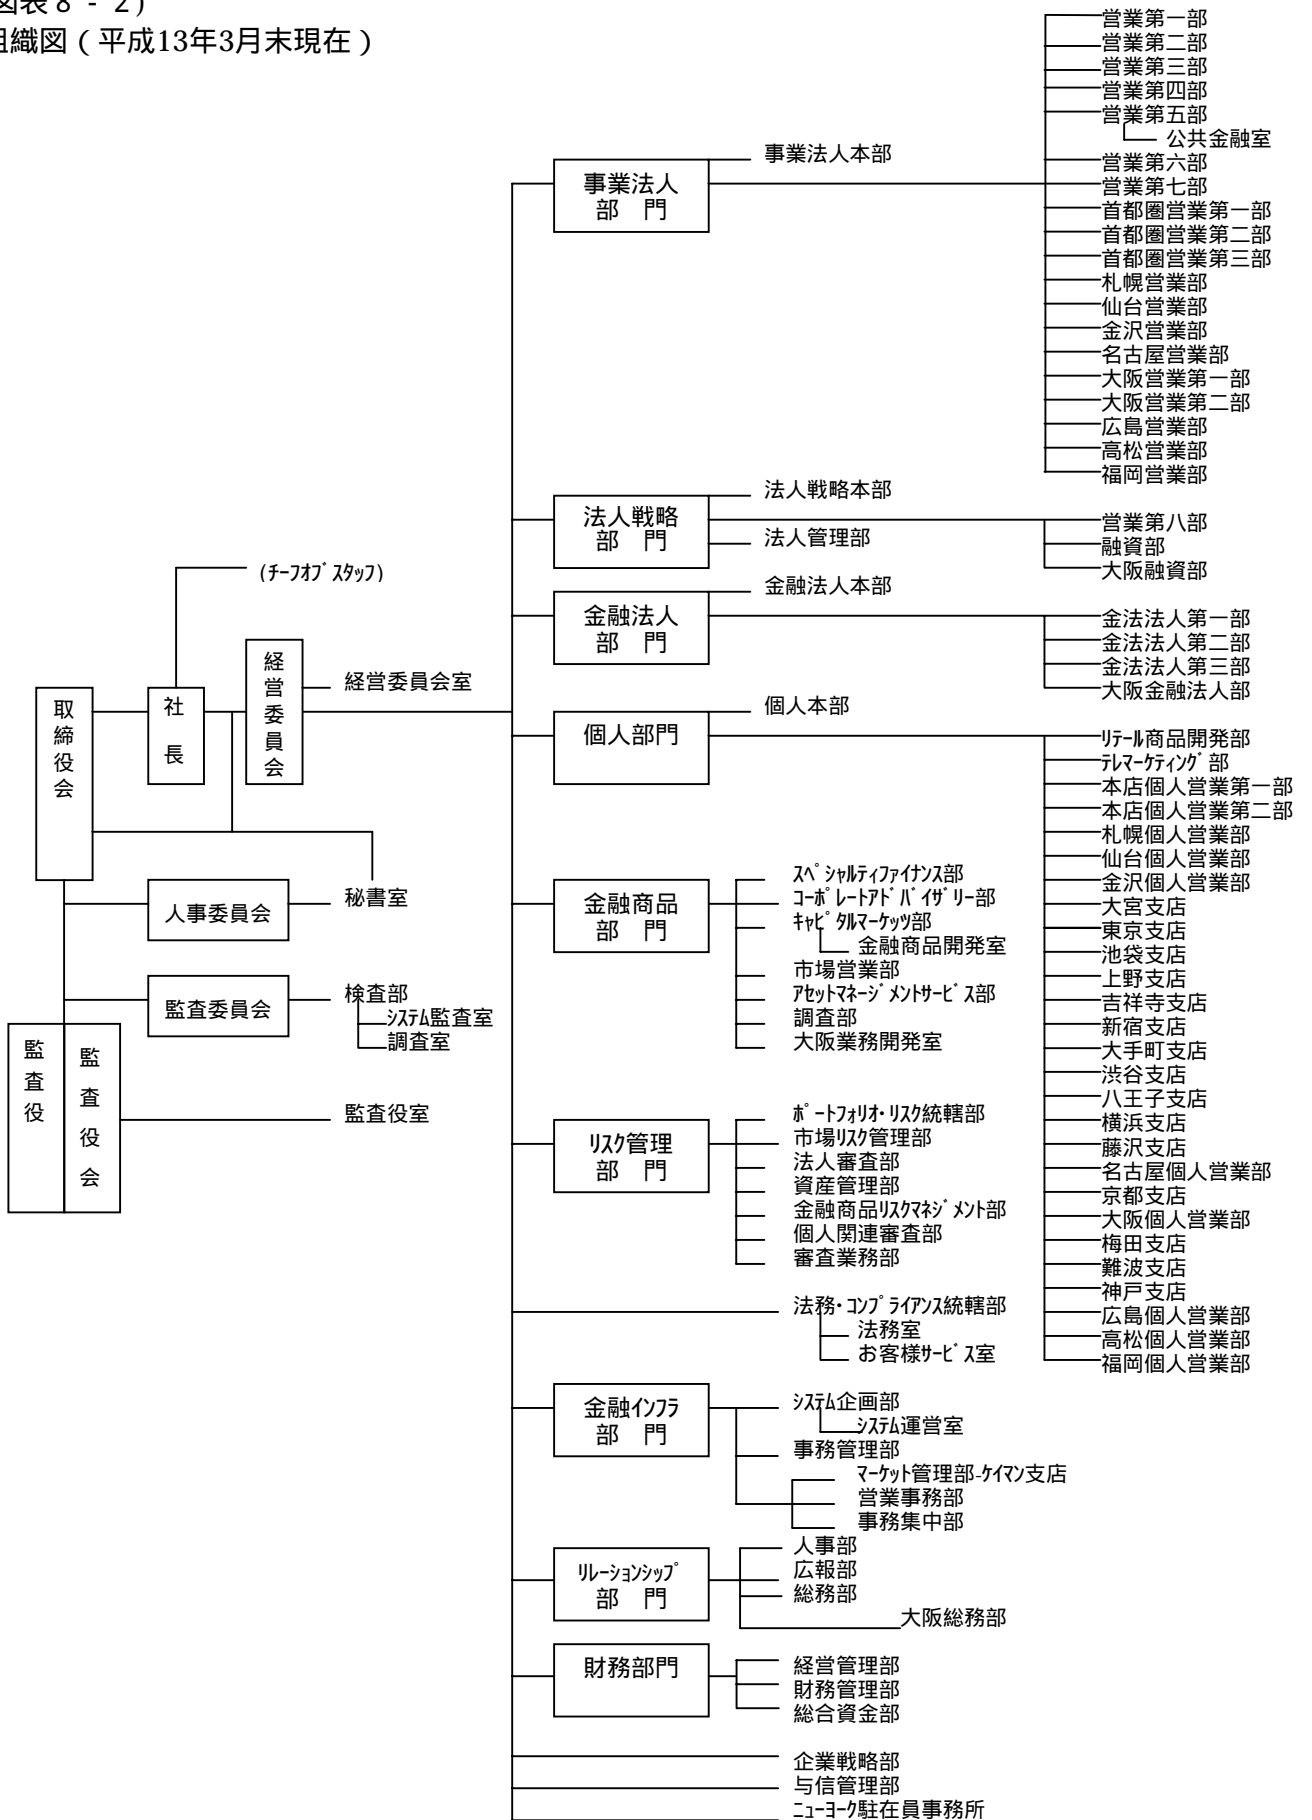 図表８‐２)
組織図（平成13年3月末現在）
営業第一部
営業第二部
営業第三部
営業第四部
営業第五部
公共金融室
営業第六部
営業第七部
首都圏営業第一部
首都圏営業第二部
首都圏営業第三部
札幌営業部
仙台営業部
金沢営業部
名古屋営業部
大阪営業第一部
大阪営業第二部
広島営業部
高松営業部
福岡営業部
事業法人本部
事業法人
部　門
法人戦略本部
法人戦略
部　門
法人管理部
営業第八部
融資部
大阪融資部
(ﾁｰﾌｵﾌﾞｽﾀｯﾌ)
金融法人本部
金融法人
部　門
金法法人第一部
金法法人第二部
金法法人第三部
大阪金融法人部
取締役会
社長
経営委員会
経営委員会室
個人本部
個人部門
ﾘﾃｰﾙ商品開発部
ﾃﾚﾏｰｹﾃｨﾝｸﾞ部
本店個人営業第一部
本店個人営業第二部
札幌個人営業部
仙台個人営業部
金沢個人営業部
大宮支店
東京支店
池袋支店
上野支店
吉祥寺支店
新宿支店
大手町支店
渋谷支店
八王子支店
横浜支店
藤沢支店
名古屋個人営業部
京都支店
大阪個人営業部
梅田支店
難波支店
神戸支店
広島個人営業部
高松個人営業部
福岡個人営業部
人事委員会
秘書室
監査委員会
検査部
ｼｽﾃﾑ監査室
調査室
監査役
監査役会
監査役室
金融商品
部　門
ｽﾍﾟｼｬﾙﾃｨﾌｧｲﾅﾝｽ部
ｺｰﾎﾟﾚｰﾄｱﾄﾞﾊﾞｲｻﾞﾘｰ部
ｷｬﾋﾟﾀﾙﾏｰｹｯﾂ部
金融商品開発室
市場営業部
ｱｾｯﾄﾏﾈｰｼﾞﾒﾝﾄｻｰﾋﾞｽ部
調査部
大阪業務開発室
ﾘｽｸ管理
部　門
ﾎﾟｰﾄﾌｫﾘｵ・ﾘｽｸ統轄部
市場ﾘｽｸ管理部
法人審査部
資産管理部
金融商品ﾘｽｸﾏﾈｼﾞﾒﾝﾄ部
個人関連審査部
審査業務部
法務・ｺﾝﾌﾟﾗｲｱﾝｽ統轄部
法務室
お客様ｻｰﾋﾞｽ室
金融ｲﾝﾌﾗ
部　門
ｼｽﾃﾑ企画部
ｼｽﾃﾑ運営室
事務管理部
ﾏｰｹｯﾄ管理部-ｹｲﾏﾝ支店
営業事務部
事務集中部
ﾘﾚｰｼｮﾝｼｯﾌﾟ
部　門
人事部
広報部
総務部
大阪総務部
財務部門
経営管理部
財務管理部
総合資金部
企業戦略部
与信管理部
ﾆｭｰﾖｰｸ駐在員事務所